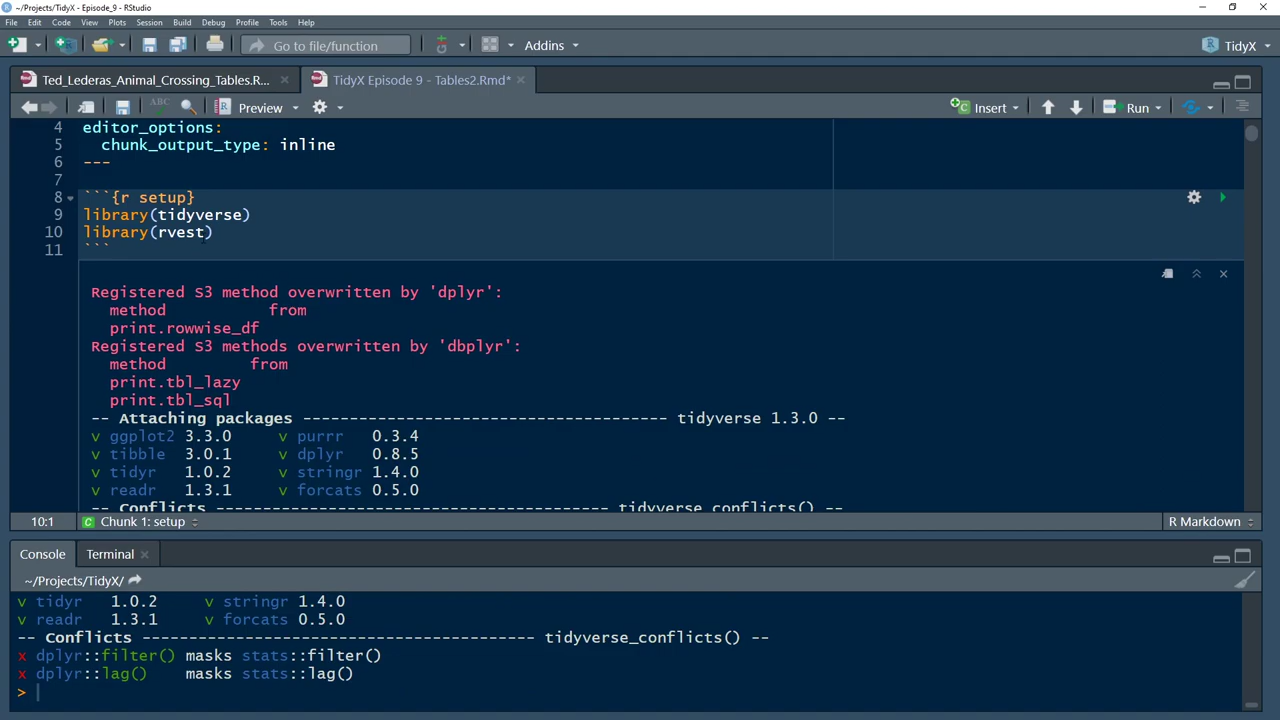 ~/Projects/TidyX - Episode_9 - RStudio
File Edit Code View Plots Session Build Debug Profile Tools Help
Go to file/function Addins TidyX
Ted_Lederas_Animal_Crossing_Tables.R... TidyX Episode 9 - Tables2.Rmd*
ABC Preview Insert Run
4 editor_options:
5   chunk_output_type: inline
6 ---
7
8 ```{r setup}
9 library(tidyverse)
10 library(rvest)
11 ```
Registered S3 method overwritten by 'dplyr':
  method           from
  print.rowwise_df
Registered S3 methods overwritten by 'dbplyr':
  method         from
  print.tbl_lazy
  print.tbl_sql
-- Attaching packages --------------------------------------- tidyverse 1.3.0 --
v ggplot2 3.3.0     v purrr   0.3.4
v tibble  3.0.1     v dplyr   0.8.5
v tidyr   1.0.2     v stringr 1.4.0
v readr   1.3.1     v forcats 0.5.0
-- Conflicts ------------------------------------------ tidyverse_conflicts() --
10:1 C Chunk 1: setup R Markdown
Console Terminal
~/Projects/TidyX/
v tidyr   1.0.2     v stringr 1.4.0
v readr   1.3.1     v forcats 0.5.0
-- Conflicts ------------------------------------------ tidyverse_conflicts() --
x dplyr::filter() masks stats::filter()
x dplyr::lag()    masks stats::lag()
>